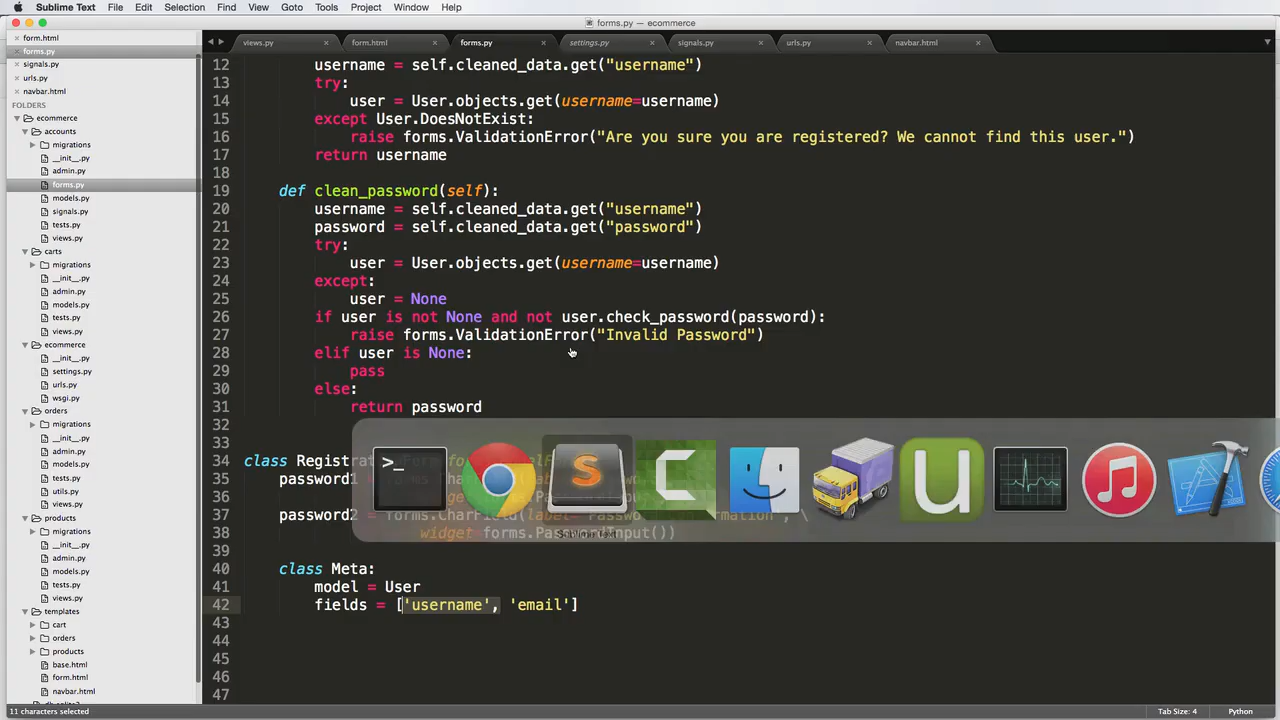 Sublime Text File Edit Selection Find View Goto Tools Project Window Help
forms.py — ecommerce
form.html
forms.py
signals.py
urls.py
navbar.html
FOLDERS
ecommerce
accounts
migrations
__init__.py
admin.py
forms.py
models.py
signals.py
tests.py
views.py
carts
migrations
__init__.py
admin.py
models.py
tests.py
views.py
ecommerce
__init__.py
settings.py
urls.py
wsgi.py
orders
migrations
__init__.py
admin.py
models.py
tests.py
utils.py
views.py
products
migrations
__init__.py
admin.py
models.py
tests.py
views.py
templates
cart
orders
products
base.html
form.html
navbar.html
views.py form.html forms.py settings.py signals.py urls.py navbar.html
12 username = self.cleaned_data.get("username")
13 try:
14 user = User.objects.get(username=username)
15 except User.DoesNotExist:
16 raise forms.ValidationError("Are you sure you are registered? We cannot find this user.")
17 return username
18
19 def clean_password(self):
20 username = self.cleaned_data.get("username")
21 password = self.cleaned_data.get("password")
22 try:
23 user = User.objects.get(username=username)
24 except:
25 user = None
26 if user is not None and not user.check_password(password):
27 raise forms.ValidationError("Invalid Password")
28 elif user is None:
29 pass
30 else:
31 return password
32
33
34 class Regist
35 password1
36
37 password2 = forms.CharField(label= \
38 widget forms.PasswordInput())
39
40 class Meta:
41 model = User
42 fields = ['username', 'email']
43
44
45
46
47
11 characters selected
Tab Size: 4 Python